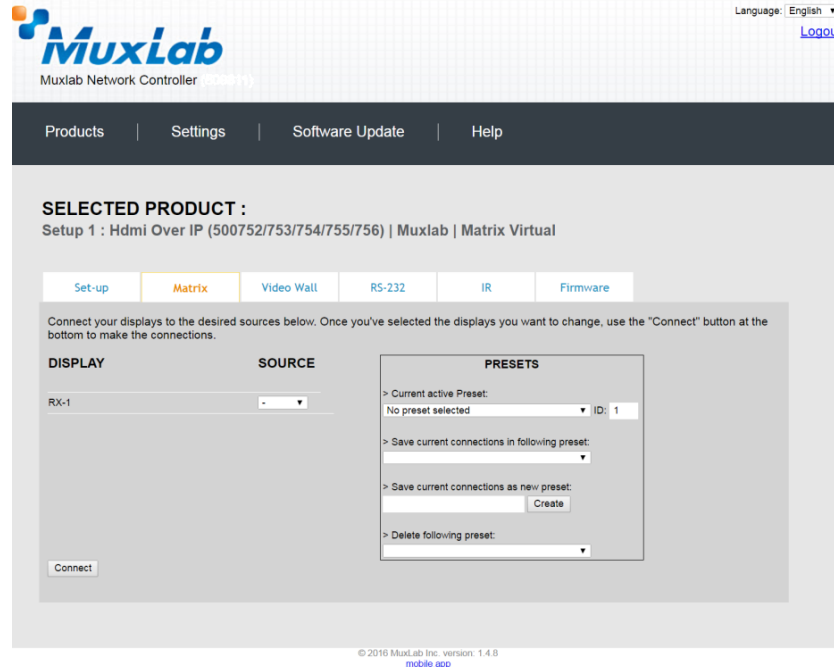 Language: English
Logou
MuxLab
Muxlab Network Controller
Products | Settings | Software Update | Help
SELECTED PRODUCT :
Setup 1 : Hdmi Over IP (500752/753/754/755/756) | Muxlab | Matrix Virtual
Set-up Matrix Video Wall RS-232 IR Firmware
Connect your displays to the desired sources below. Once you've selected the displays you want to change, use the "Connect" button at the
bottom to make the connections.
DISPLAY SOURCE
RX-1 -
PRESETS
> Current active Preset:
No preset selected ID: 1
> Save current connections in following preset:
> Save current connections as new preset:
Create
> Delete following preset:
Connect
© 2016 MuxLab Inc. version: 1.4.8
mobile app